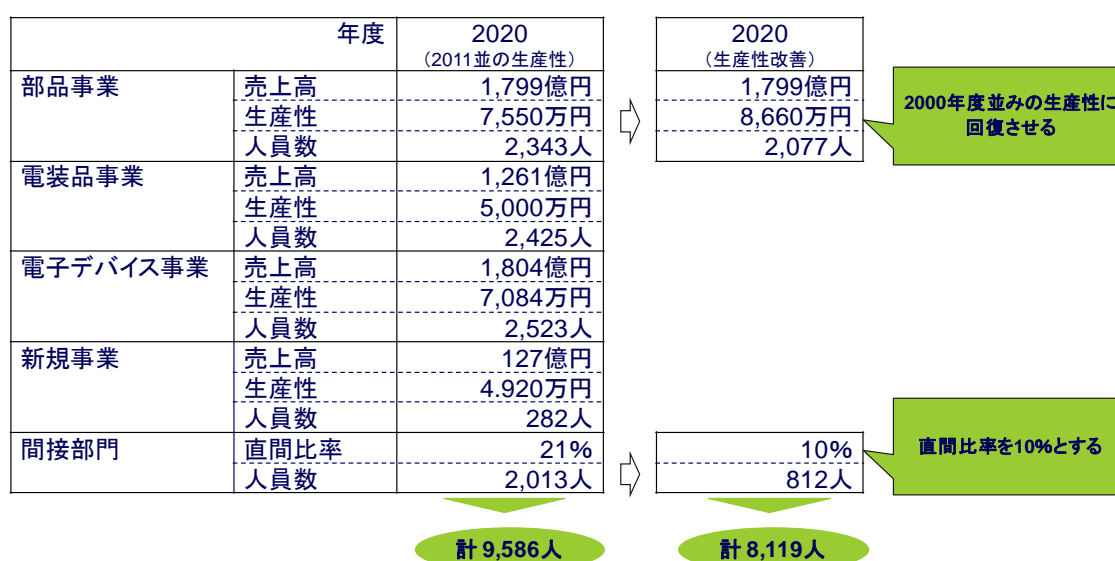 年度 2020 2020
（2011並の生産性） （生産性改善）
部品事業 売上高 1,799億円 1,799億円
生産性 7,550万円 8,660万円
人員数 2,343人 2,077人
2000年度並みの生産性に
回復させる
電装品事業 売上高 1,261億円
生産性 5,000万円
人員数 2,425人
電子デバイス事業 売上高 1,804億円
生産性 7,084万円
人員数 2,523人
新規事業 売上高 127億円
生産性 4.920万円
人員数 282人
間接部門 直間比率 21% 10%
人員数 2,013人 812人
直間比率を10%とする
計 9,586人 計 8,119人